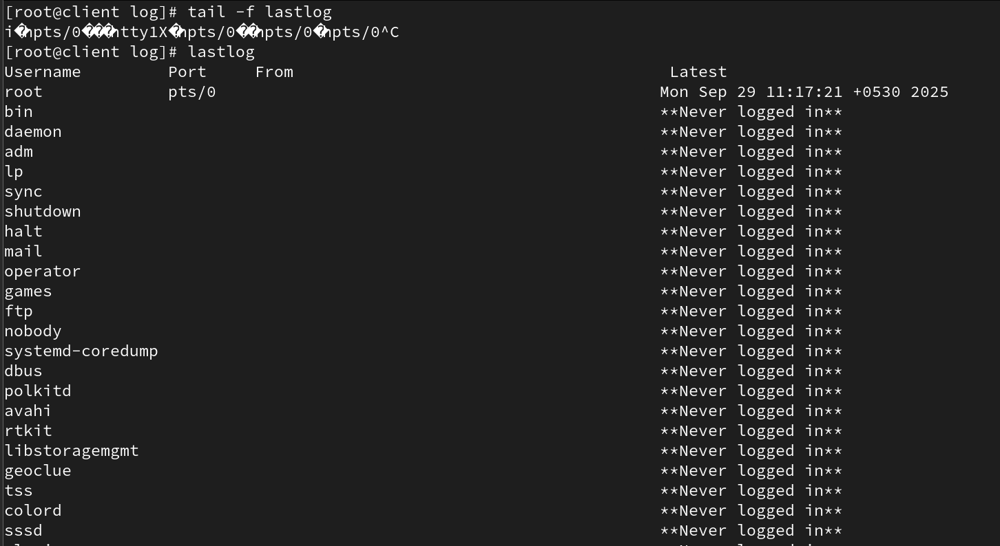 [root@client log]# tail -f lastlog
i�hpts/0���htty1X�hpts/0��hpts/0�hpts/0^C
[root@client log]# lastlog
Username Port From Latest
root pts/0 Mon Sep 29 11:17:21 +0530 2025
bin **Never logged in**
daemon **Never logged in**
adm **Never logged in**
lp **Never logged in**
sync **Never logged in**
shutdown **Never logged in**
halt **Never logged in**
mail **Never logged in**
operator **Never logged in**
games **Never logged in**
ftp **Never logged in**
nobody **Never logged in**
systemd-coredump **Never logged in**
dbus **Never logged in**
polkitd **Never logged in**
avahi **Never logged in**
rtkit **Never logged in**
libstoragemgmt **Never logged in**
geoclue **Never logged in**
tss **Never logged in**
colord **Never logged in**
sssd **Never logged in**